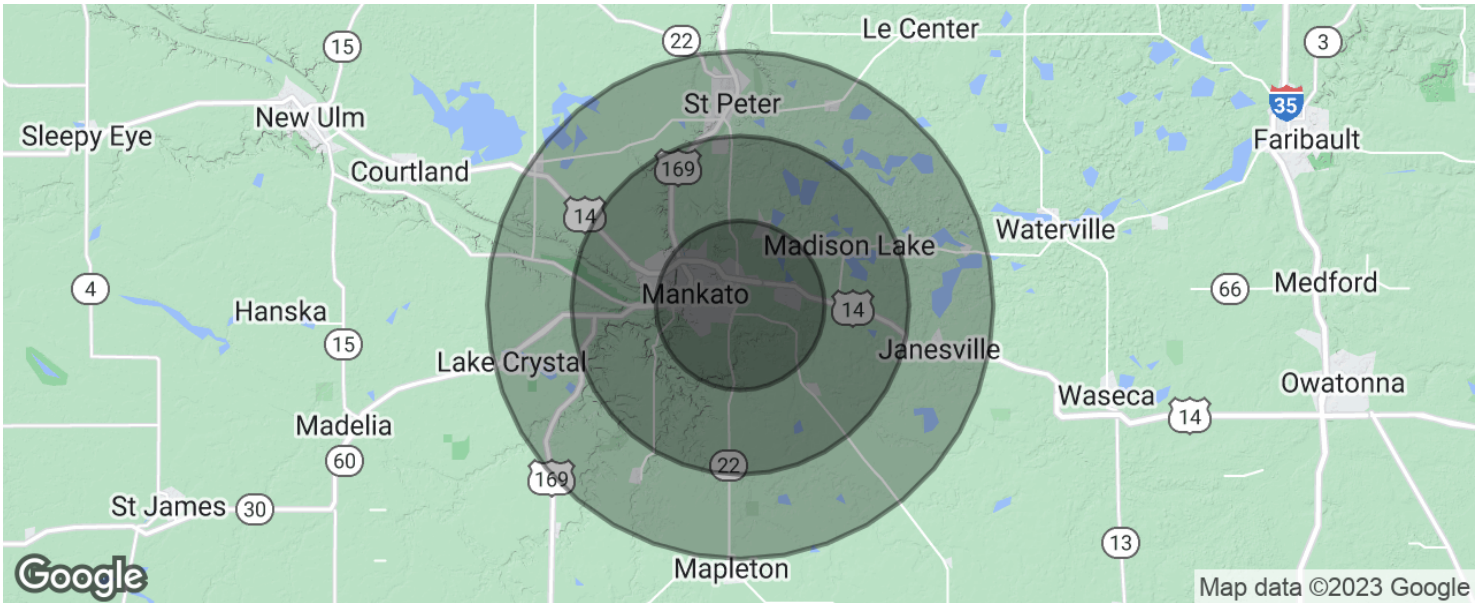 22
Le Center
15
3
St Peter
35
New Ulm
Sleepy Eye
Faribault
169
Courtland
14
Waterville
Madison Lake
4
Mankato
66
Medford
Hanska
14
15
Janesville
Lake Crystal
Owatonna
Waseca
14
Madelia
60
22
169
St James
30
13
Mapleton
Google
Map data ©2023 Google